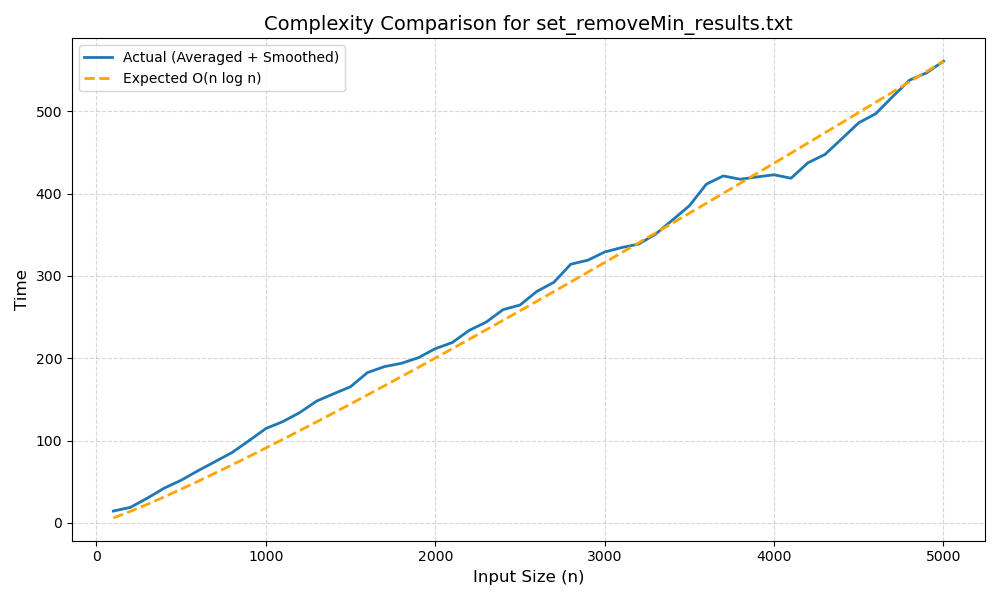 Complexity Comparison for set_removeMin_results.txt
Actual (Averaged + Smoothed)
Expected O(n log n)
Time
500
400
300
200
100
0
0 1000 2000 3000 4000 5000
Input Size (n)